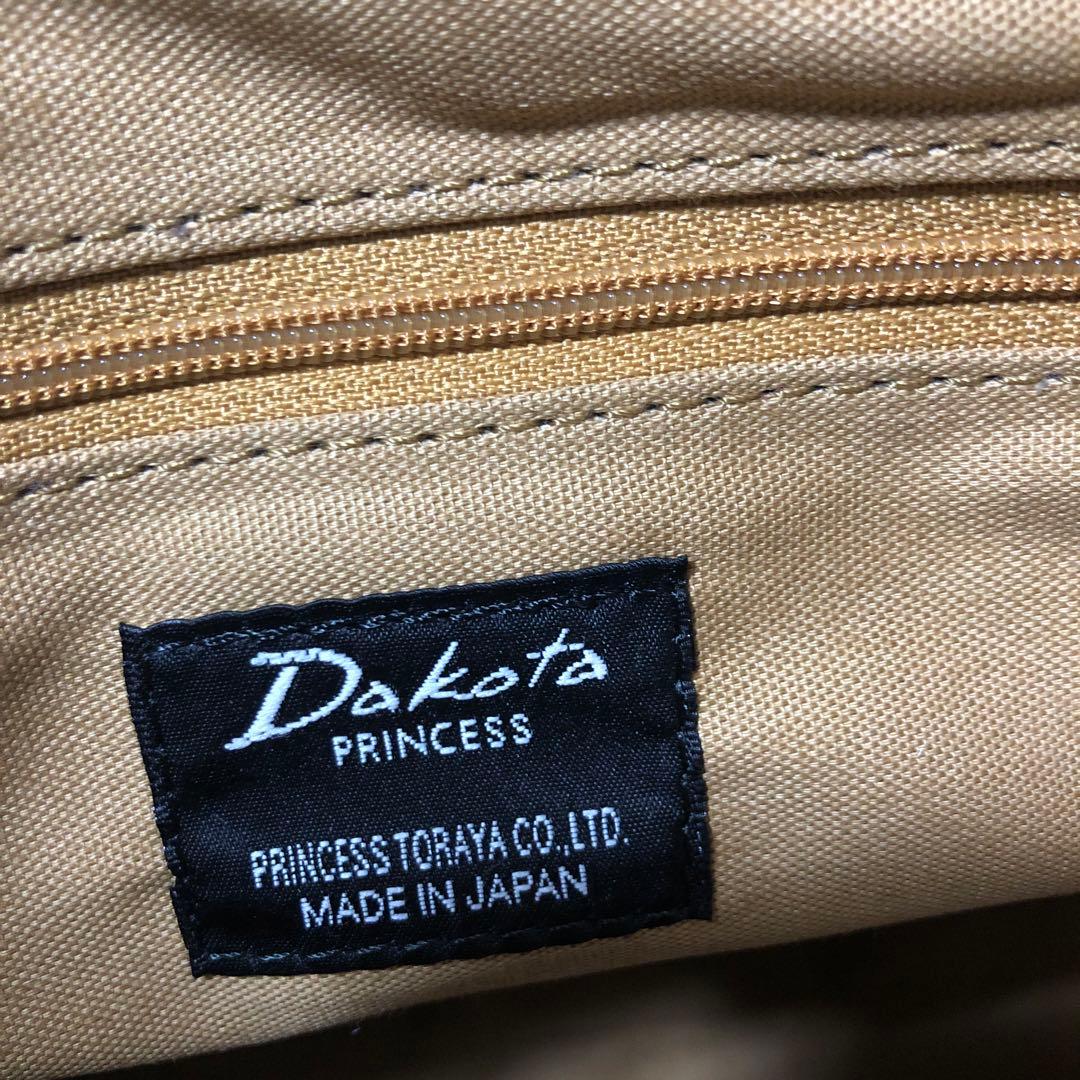 Dakota
PRINCESS
PRINCESS TORAYA CO.,LTD.
MADE IN JAPAN